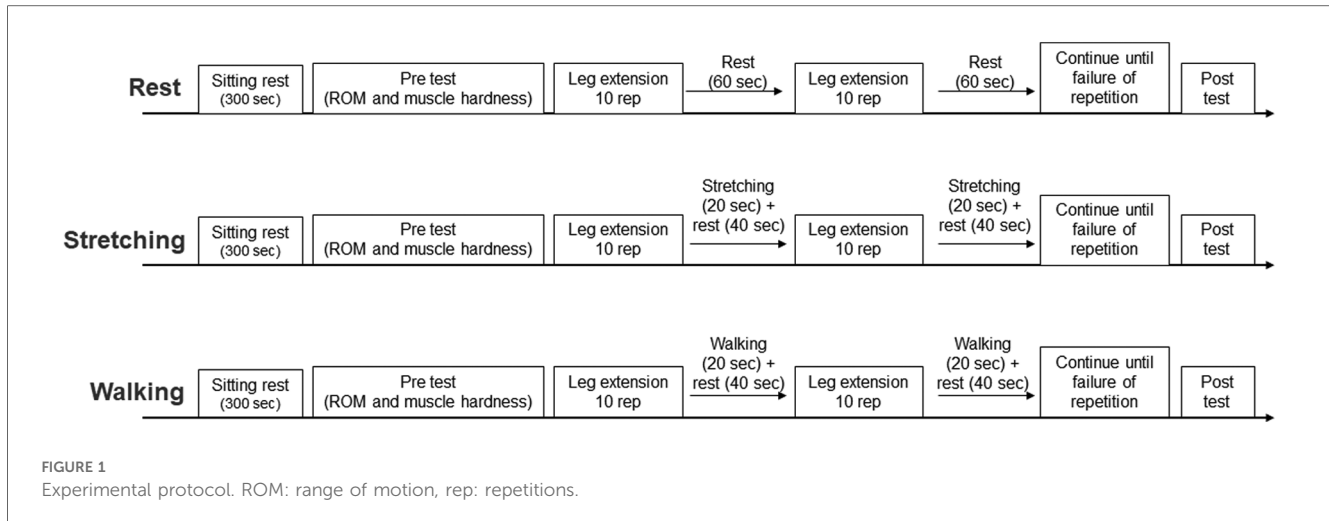 Rest
Sitting rest
(300 sec)
Pre test
(ROM and muscle hardness)
Leg extension
10 rep
Rest
(60 sec)
Leg extension
10 rep
Rest
(60 sec)
Continue until
failure of
repetition
Post
test
Stretching
Sitting rest
(300 sec)
Pre test
(ROM and muscle hardness)
Leg extension
10 rep
Stretching
(20 sec) +
rest (40 sec)
Leg extension
10 rep
Stretching
(20 sec) +
rest (40 sec)
Continue until
failure of
repetition
Post
test
Walking
Sitting rest
(300 sec)
Pre test
(ROM and muscle hardness)
Leg extension
10 rep
Walking
(20 sec) +
rest (40 sec)
Leg extension
10 rep
Walking
(20 sec) +
rest (40 sec)
Continue until
failure of
repetition
Post
test
FIGURE 1
Experimental protocol. ROM: range of motion, rep: repetitions.